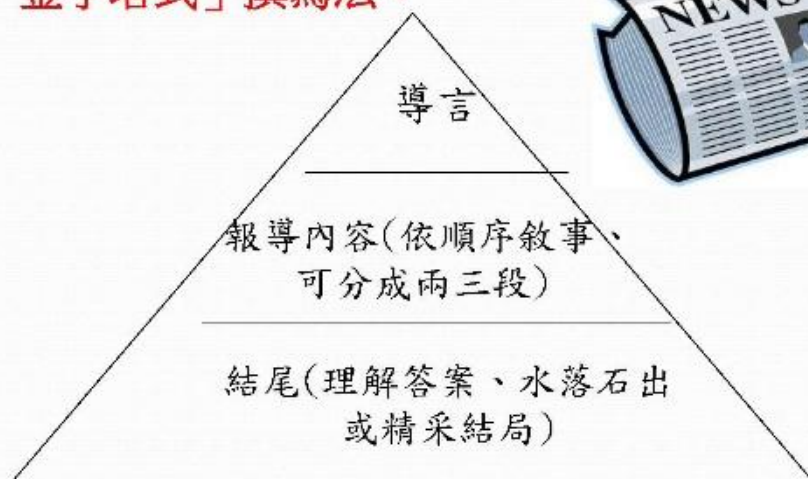 金字塔式」撰寫法
NEWS
導言
報導內容(依順序敘事、
可分成兩三段)
結尾(理解答案、水落石出
或精采結局)